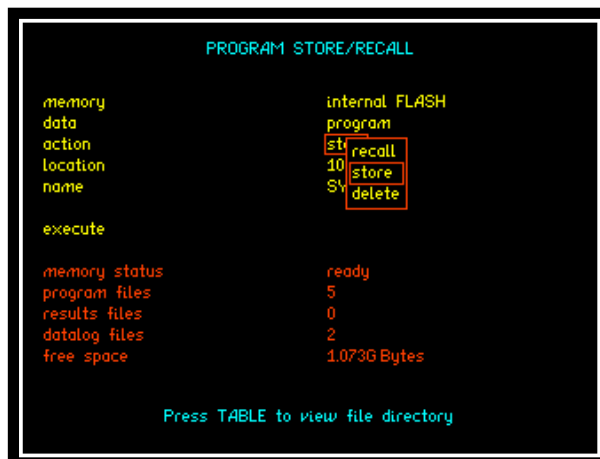 PROGRAM STORE/RECALL
memory internal FLASH
data program
action
recall
location 10
store
name SY
delete
execute
memory status ready
program files 5
results files 0
datalog files 2
free space 1.073G Bytes
Press TABLE to view file directory